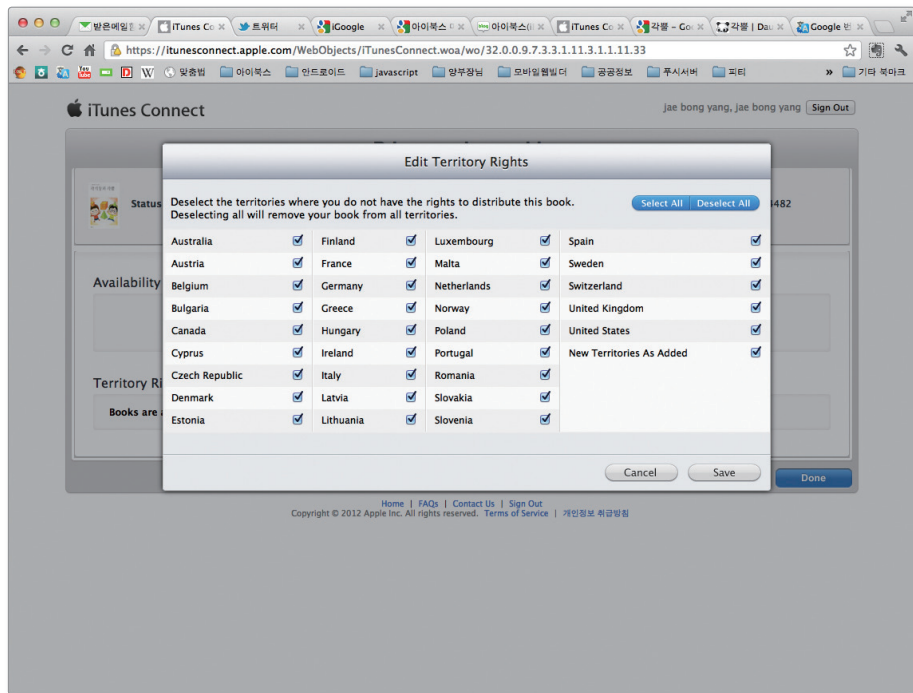 받은메일함
iTunes Co
트위터
iGoogle
아이북스
아이북스(i
iTunes Co
각뿔 – Go
각뿔 | Dau
Google 번
https://itunesconnect.apple.com/WebObjects/iTunesConnect.woa/wo/32.0.0.9.7.3.3.1.11.3.1.1.11.33
You Tube D W 맞춤법 아이북스 안드로이드 javascript 양부장님 모바일웹빌더 공공정보 푸시서버 피티 » 기타 북마크
iTunes Connect
jae bong yang, jae bong yang Sign Out
Edit Territory Rights
Status
Deselect the territories where you do not have the rights to distribute this book.
Deselecting all will remove your book from all territories.
Select All Deselect All
4482
Australia Finland Luxembourg Spain
Austria France Malta Sweden
Belgium Germany Netherlands Switzerland
Availability
Bulgaria Greece Norway United Kingdom
Canada Hungary Poland United States
Cyprus Ireland Portugal New Territories As Added
Czech Republic Italy Romania
Territory Ri
Denmark Latvia Slovakia
Books are a
Estonia Lithuania Slovenia
Cancel Save
Done
Home | FAQs | Contact Us | Sign Out
Copyright © 2012 Apple Inc. All rights reserved. Terms of Service | 개인정보 취급방침